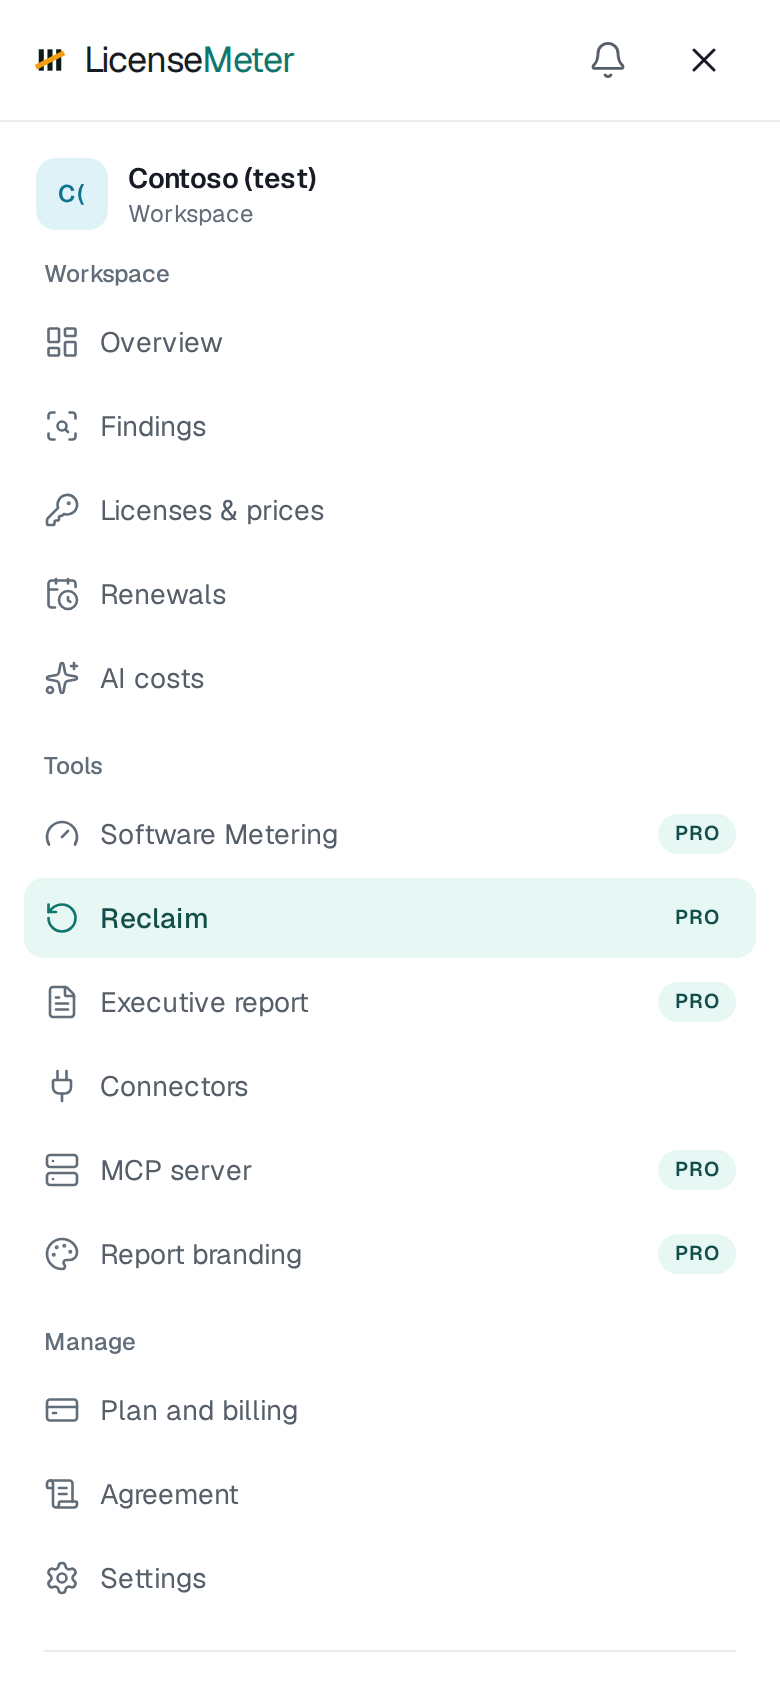 LicenseMeter
C(
Contoso (test)
Workspace
Workspace
Overview
Findings
Licenses & prices
Renewals
AI costs
Tools
Software Metering PRO
Reclaim PRO
Executive report PRO
Connectors
MCP server PRO
Report branding PRO
Manage
Plan and billing
Agreement
Settings